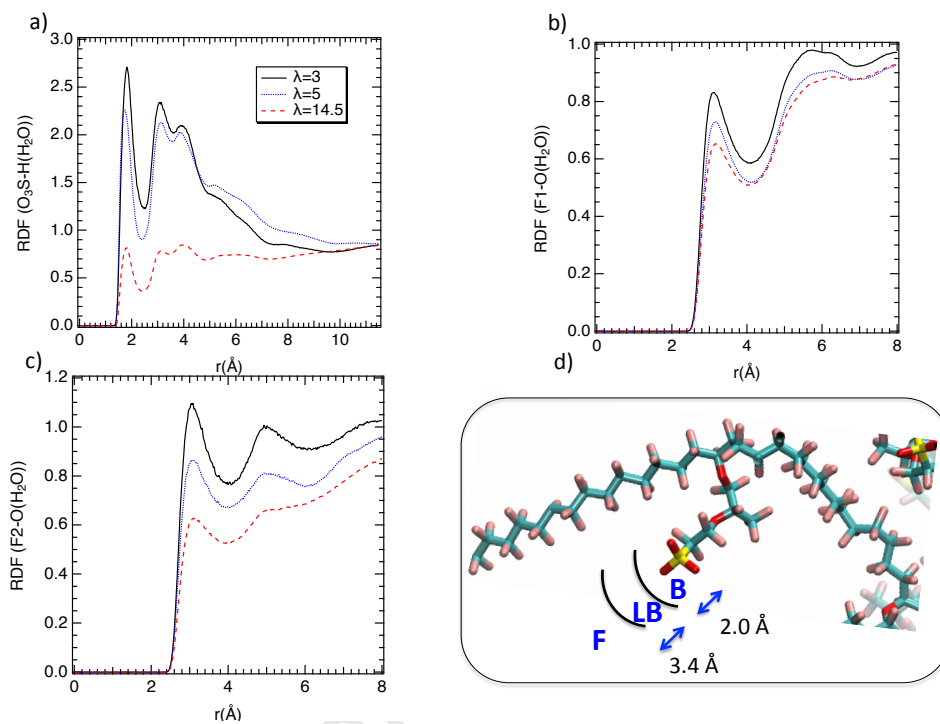 a)
RDF (O3S-H(H2O))
3.0
2.5
2.0
1.5
1.0
0.5
0.0
λ=3
λ=5
λ=14.5
0 2 4 6 8 10
r(Å)
b)
RDF (F1-O(H2O))
1.0
0.8
0.6
0.4
0.2
0.0
0 2 4 6 8
r(Å)
c)
RDF (F2-O(H2O))
1.2
1.0
0.8
0.6
0.4
0.2
0.0
0 2 4 6 8
r(Å)
d)
B
LB
F
2.0 Å
3.4 Å